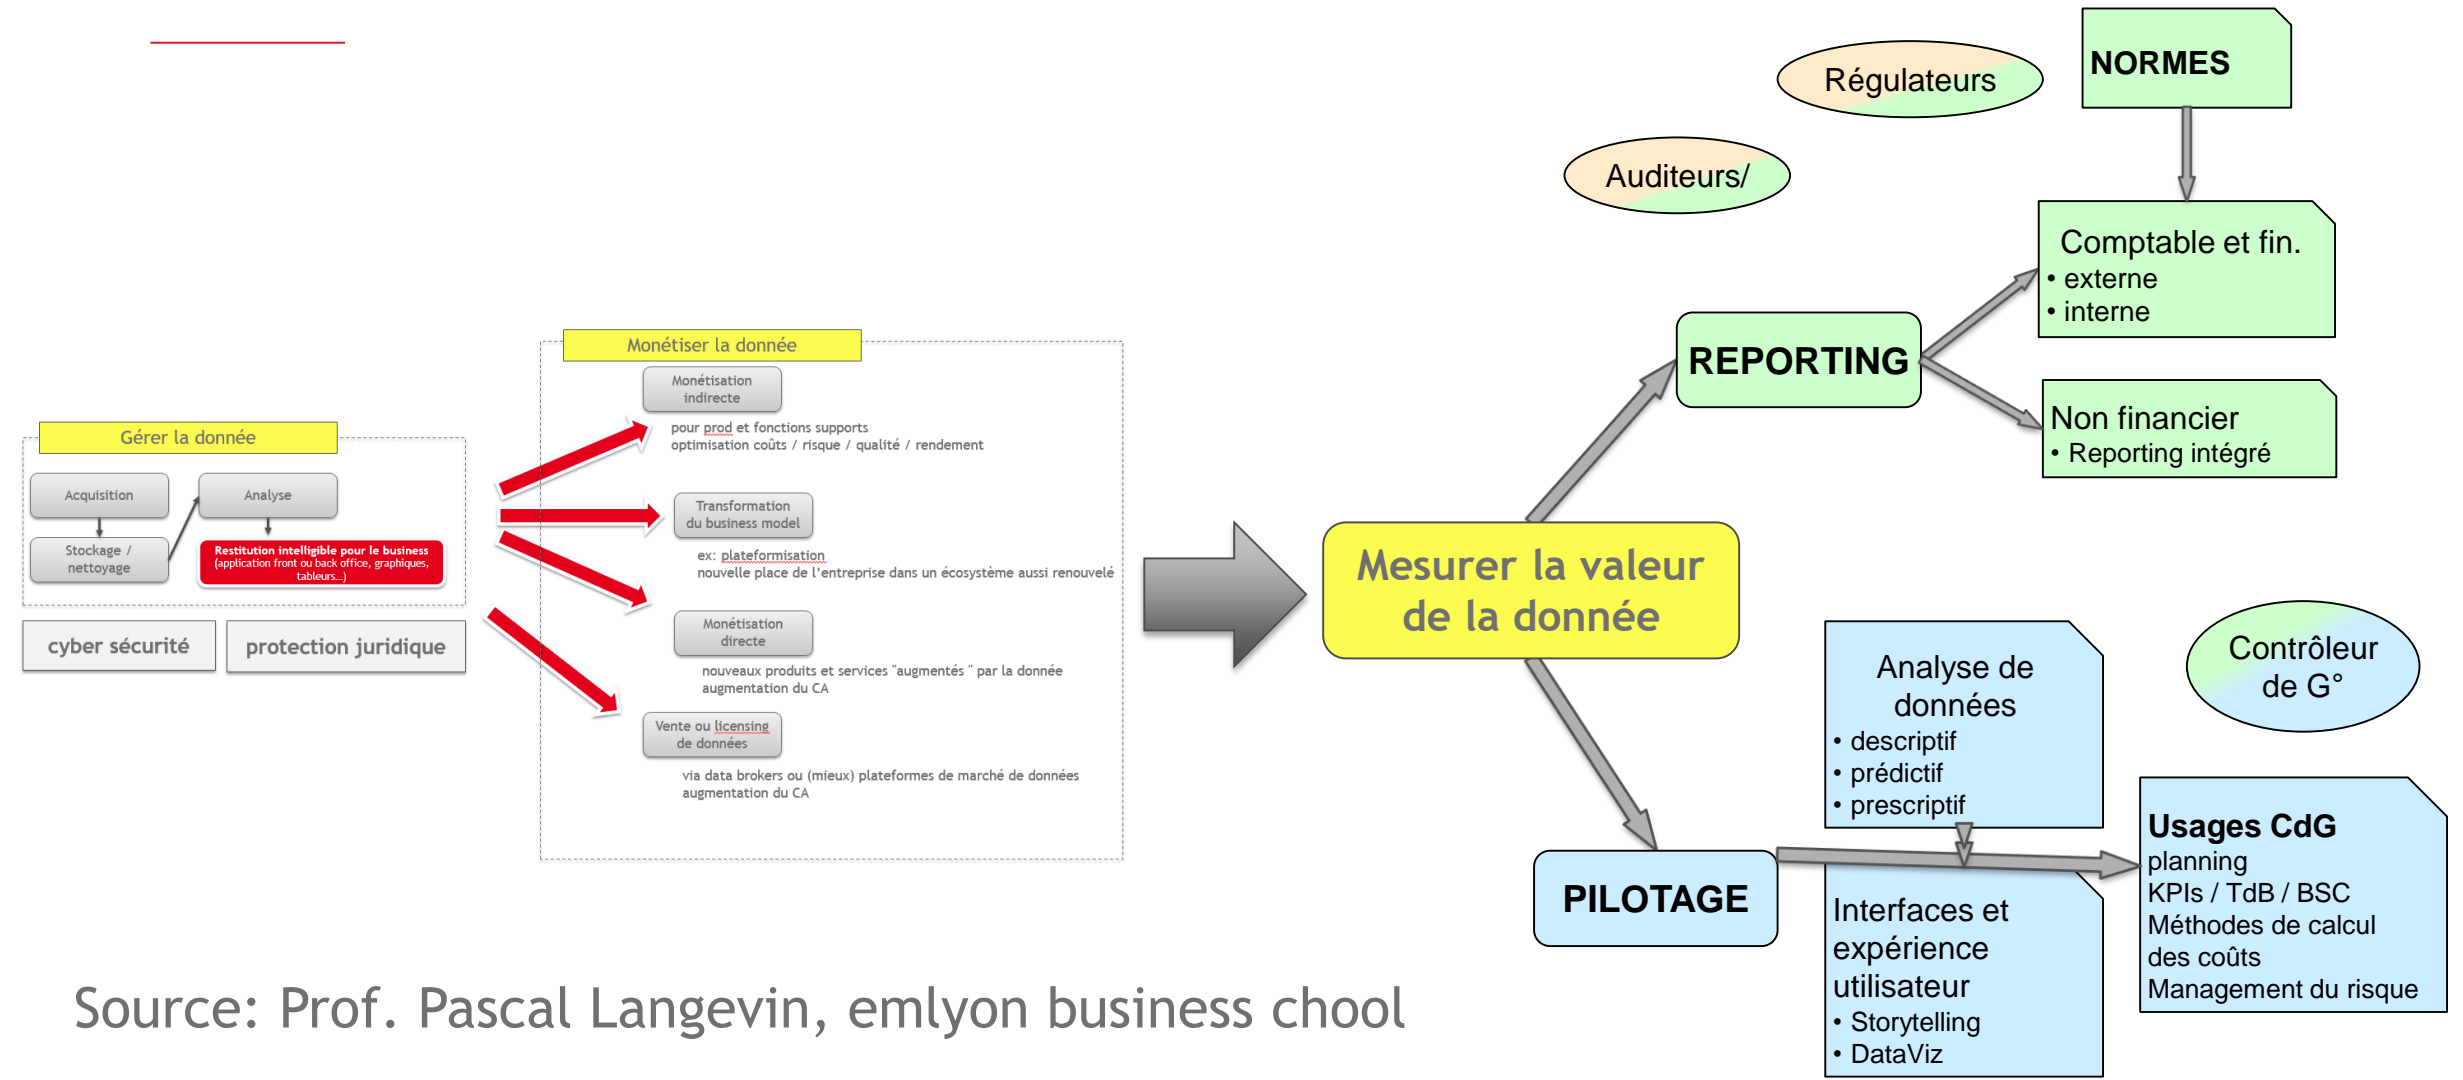 Gérer la donnée
Acquisition
Analyse
Stockage /
nettoyage
Restitution intelligible pour le business
(application front ou back office, graphiques,
tableurs…)
cyber sécurité
protection juridique
Monétiser la donnée
Monétisation
indirecte
pour prod et fonctions supports
optimisation coûts / risque / qualité / rendement
Transformation
du business model
ex: plateformisation
nouvelle place de l’entreprise dans un écosystème aussi renouvelé
Monétisation
directe
nouveaux produits et services "augmentés " par la donnée
augmentation du CA
Vente ou licensing
de données
via data brokers ou (mieux) plateformes de marché de données
augmentation du CA
Mesurer la valeur
de la donnée
Régulateurs
Auditeurs/
NORMES
REPORTING
Comptable et fin.
• externe
• interne
Non financier
• Reporting intégré
PILOTAGE
Analyse de
données
• descriptif
• prédictif
• prescriptif
Contrôleur
de G°
Interfaces et
expérience
utilisateur
• Storytelling
• DataViz
Usages CdG
planning
KPIs / TdB / BSC
Méthodes de calcul
des coûts
Management du risque
Source: Prof. Pascal Langevin, emlyon business chool